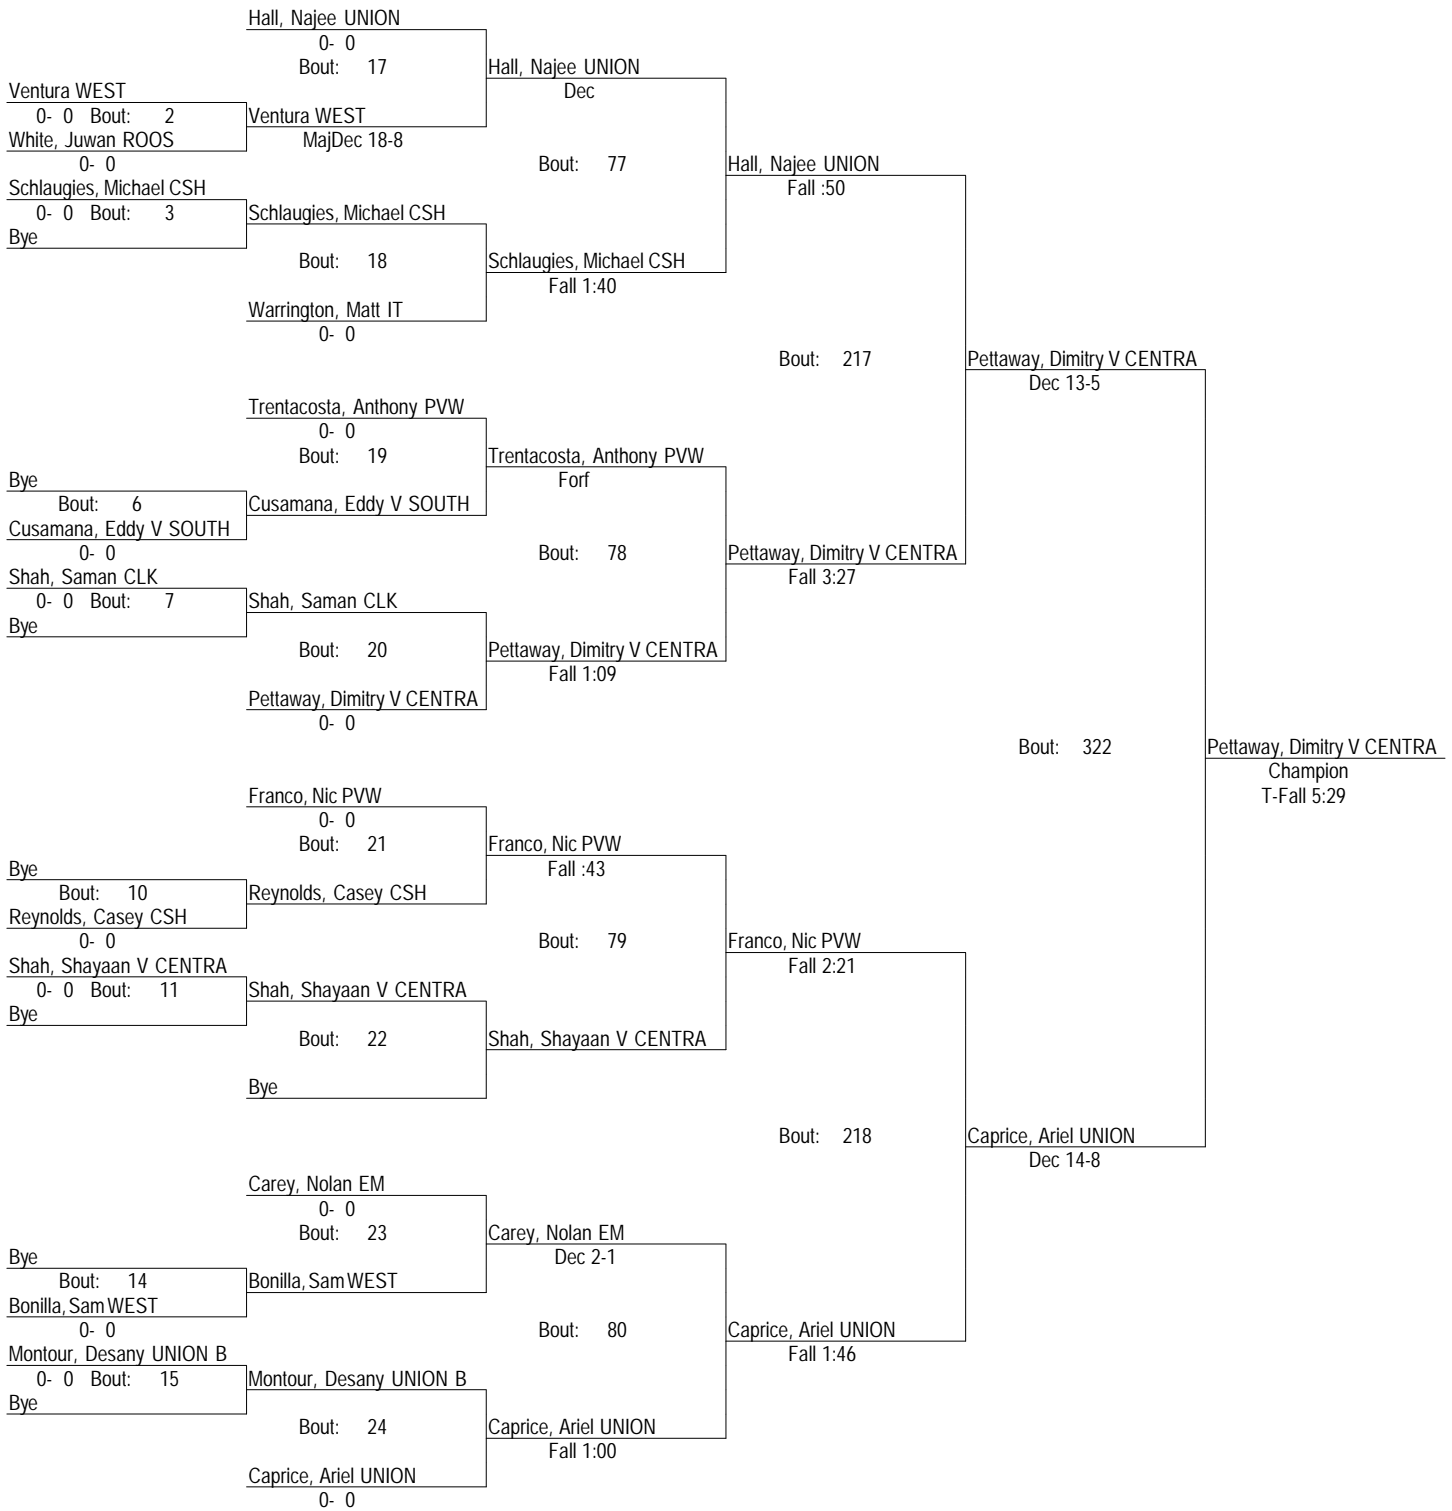 Hall, Najee UNION
0- 0
Bout: 17
Hall, Najee UNION
Dec
Ventura WEST
0- 0 Bout: 2
Ventura WEST
MajDec 18-8
White, Juwan ROOS
0- 0
Bout: 77
Hall, Najee UNION
Fall :50
Schlaugies, Michael CSH
0- 0 Bout: 3
Schlaugies, Michael CSH
Bye
Bout: 18
Schlaugies, Michael CSH
Fall 1:40
Warrington, Matt IT
0- 0
Bout: 217
Pettaway, Dimitry V CENTRA
Dec 13-5
Trentacosta, Anthony PVW
0- 0
Bout: 19
Trentacosta, Anthony PVW
Forf
Bye
Bout: 6
Cusamana, Eddy V SOUTH
Cusamana, Eddy V SOUTH
0- 0
Bout: 78
Pettaway, Dimitry V CENTRA
Fall 3:27
Shah, Saman CLK
0- 0 Bout: 7
Shah, Saman CLK
Bye
Bout: 20
Pettaway, Dimitry V CENTRA
Fall 1:09
Pettaway, Dimitry V CENTRA
0- 0
Bout: 322
Pettaway, Dimitry V CENTRA
Champion
T-Fall 5:29
Franco, Nic PVW
0- 0
Bout: 21
Franco, Nic PVW
Fall :43
Bye
Bout: 10
Reynolds, Casey CSH
Reynolds, Casey CSH
0- 0
Bout: 79
Franco, Nic PVW
Fall 2:21
Shah, Shayaan V CENTRA
0- 0 Bout: 11
Shah, Shayaan V CENTRA
Bye
Bout: 22
Shah, Shayaan V CENTRA
Bye
Bout: 218
Caprice, Ariel UNION
Dec 14-8
Carey, Nolan EM
0- 0
Bout: 23
Carey, Nolan EM
Dec 2-1
Bye
Bout: 14
Bonilla, Sam WEST
Bonilla, Sam WEST
0- 0
Bout: 80
Caprice, Ariel UNION
Fall 1:46
Montour, Desany UNION B
0- 0 Bout: 15
Montour, Desany UNION B
Bye
Bout: 24
Caprice, Ariel UNION
Fall 1:00
Caprice, Ariel UNION
0- 0